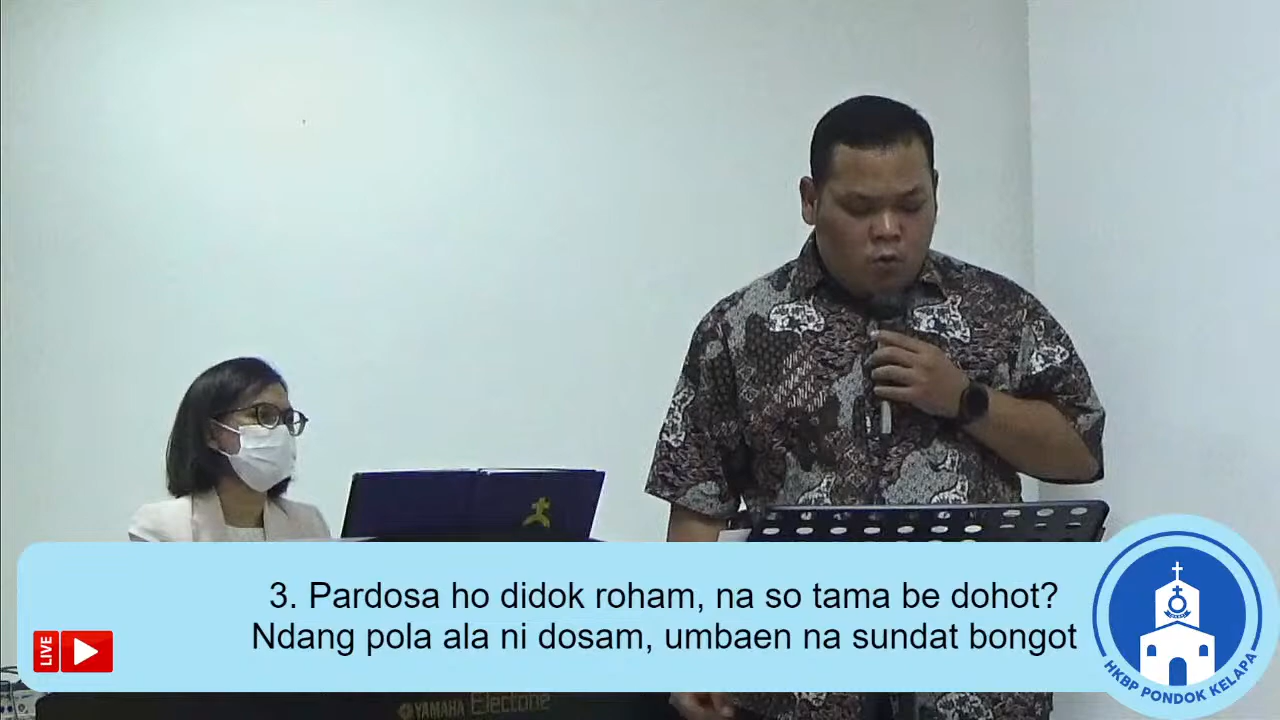 3. Pardosa ho didok roham, na so tama be dohot?
Ndang pola ala ni dosam, umbaen na sundat bongot
LIVE
HKBP PONDOK KELAPA
YAMAHA Electone